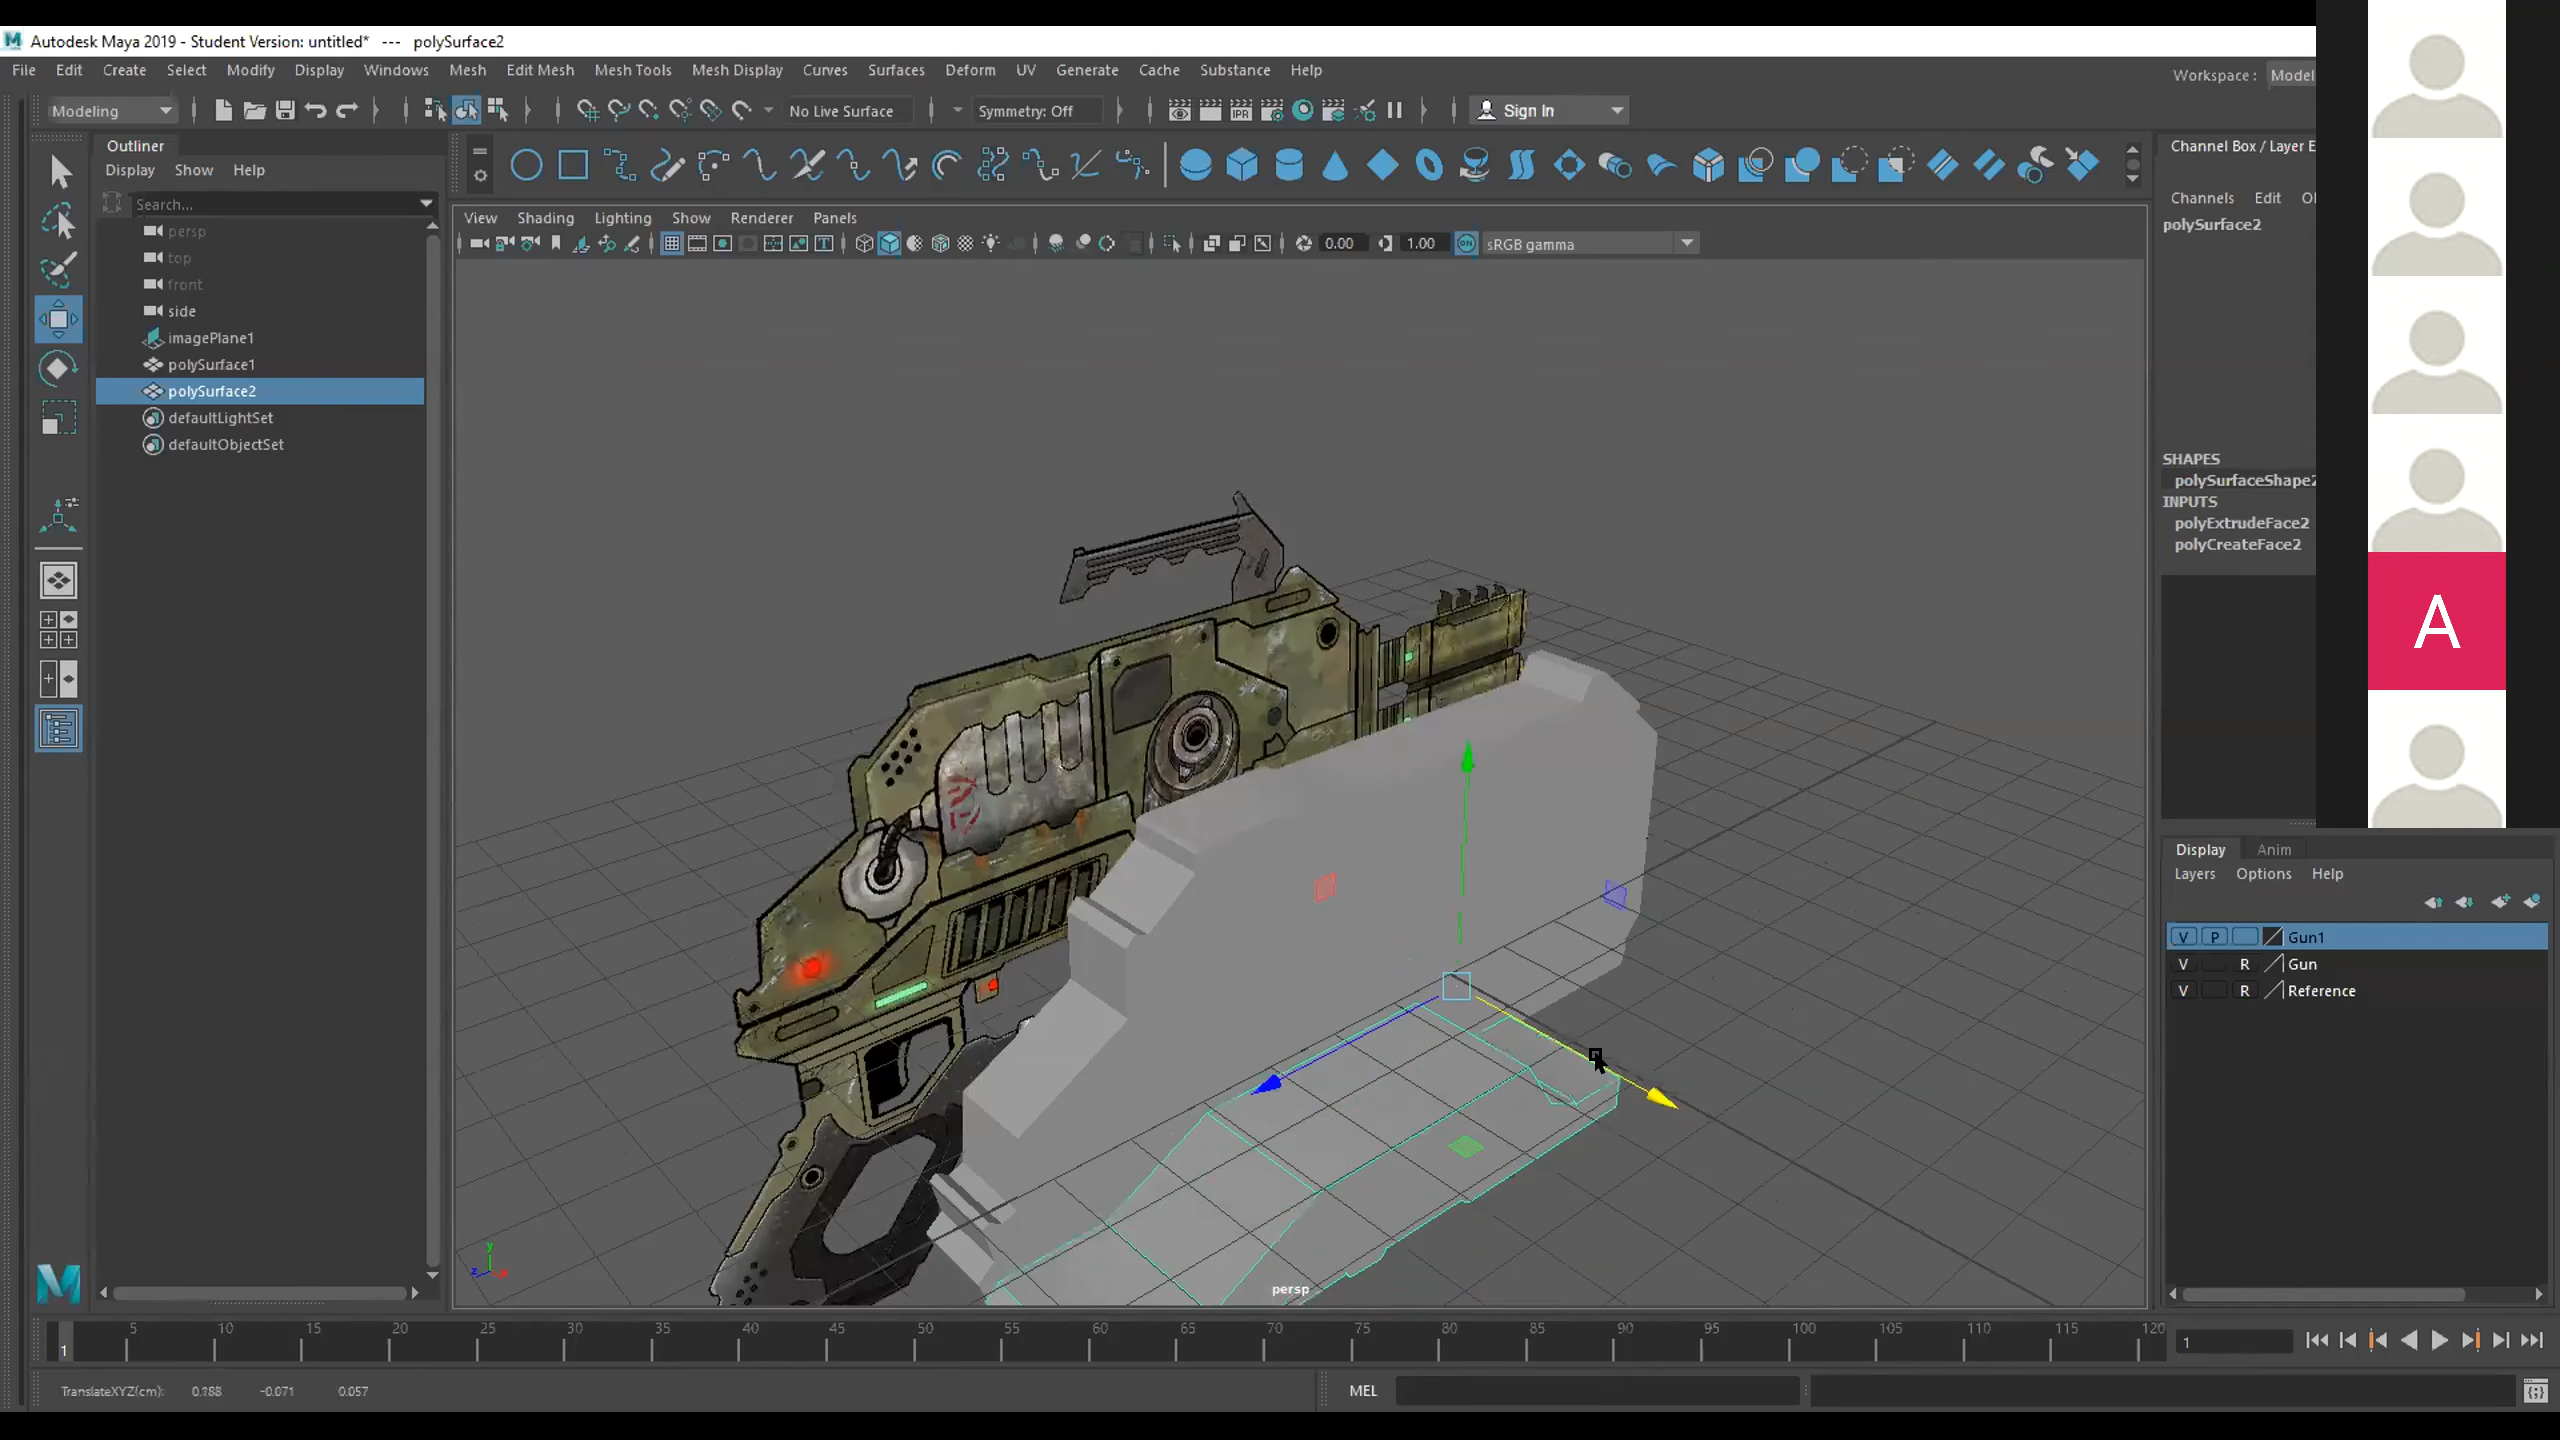 Autodesk Maya 2019 - Student Version: untitled* --- polySurface2
File Edit Create Select Modify Display Windows Mesh Edit Mesh Mesh Tools Mesh Display Curves Surfaces Deform UV Generate Cache Substance Help
Workspace : Model
Modeling
No Live Surface
Symmetry: Off
IPR
Sign In
Outliner
Display Show Help
Search...
persp
top
front
side
imagePlane1
polySurface1
polySurface2
defaultLightSet
defaultObjectSet
View Shading Lighting Show Renderer Panels
0.00
1.00
ON
sRGB gamma
y
z
persp
Channel Box / Layer E
Channels Edit O
polySurface2
SHAPES
polySurfaceShape2
INPUTS
polyExtrudeFace2
polyCreateFace2
A
Display Anim
Layers Options Help
V P Gun1
V R Gun
V R Reference
5 10 15 20 25 30 35 40 45 50 55 60 65 70 75 80 85 90 95 100 105 110 115 120
1
1
TranslateXYZ(cm): 0.388 -0.071 0.057
MEL
M